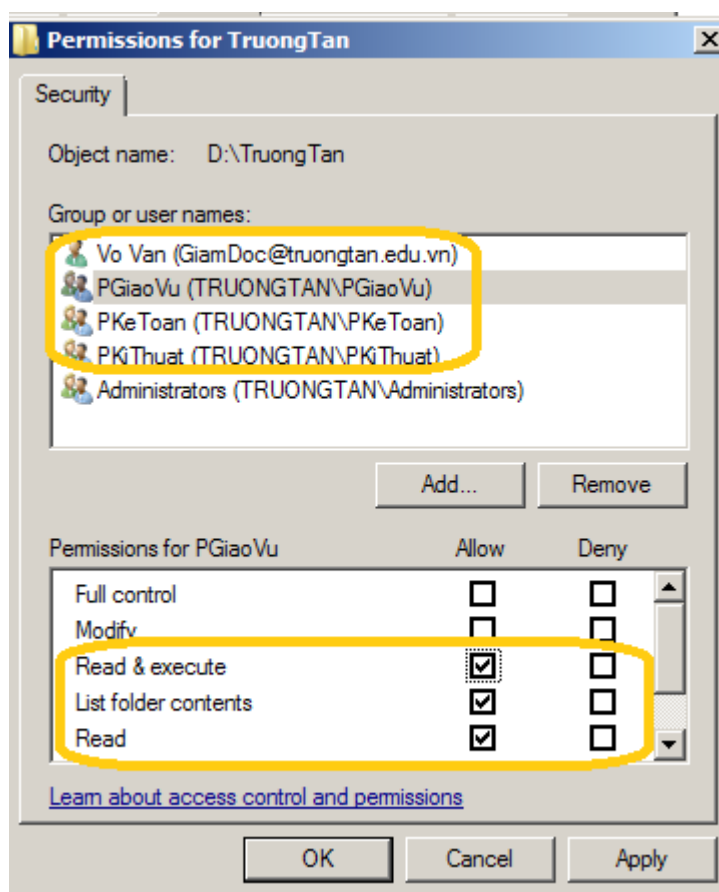 Permissions for TruongTan
Security
Object name: D:\TruongTan
Group or user names:
Vo Van (GiamDoc@truongtan.edu.vn)
PGiaoVu (TRUONGTAN\PGiaoVu)
PKeToan (TRUONGTAN\PKeToan)
PKiThuat (TRUONGTAN\PKiThuat)
Administrators (TRUONGTAN\Administrators)
Add... Remove
Permissions for PGiaoVu Allow Deny
Full control
Modify
Read & execute
List folder contents
Read
Learn about access control and permissions
OK Cancel Apply